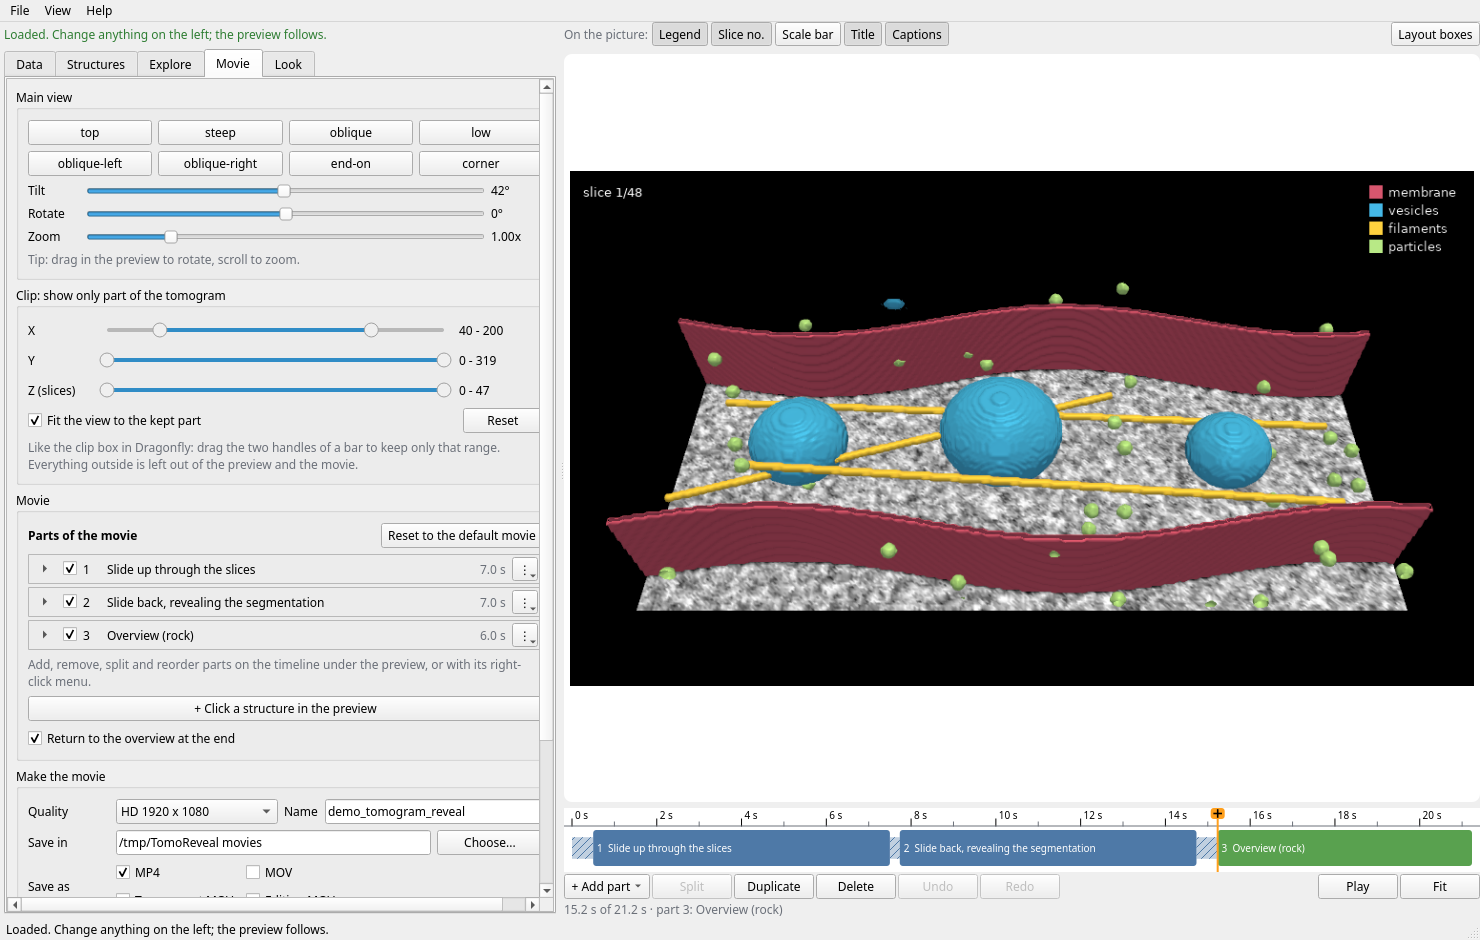 File View Help
Loaded. Change anything on the left; the preview follows.
On the picture: Legend Slice no. Scale bar Title Captions Layout boxes
Data Structures Explore Movie Look
Main view
top steep oblique low
oblique-left oblique-right end-on corner
Tilt 42°
Rotate 0°
Zoom 1.00x
Tip: drag in the preview to rotate, scroll to zoom.
Clip: show only part of the tomogram
X 40 - 200
Y 0 - 319
Z (slices) 0 - 47
Fit the view to the kept part Reset
Like the clip box in Dragonfly: drag the two handles of a bar to keep only that range.
Everything outside is left out of the preview and the movie.
Movie
Parts of the movie Reset to the default movie
1 Slide up through the slices 7.0 s
2 Slide back, revealing the segmentation 7.0 s
3 Overview (rock) 6.0 s
Add, remove, split and reorder parts on the timeline under the preview, or with its right-
click menu.
+ Click a structure in the preview
Return to the overview at the end
Make the movie
Quality HD 1920 x 1080 Name demo_tomogram_reveal
Save in /tmp/TomoReveal movies Choose...
MP4 MOV
Save as
slice 1/48
membrane
vesicles
filaments
particles
0 s 2 s 4 s 6 s 8 s 10 s 12 s 14 s 16 s 18 s 20 s
1 Slide up through the slices 2 Slide back, revealing the segmentation 3 Overview (rock)
+ Add part Split Duplicate Delete Undo Redo Play Fit
15.2 s of 21.2 s · part 3: Overview (rock)
Loaded. Change anything on the left; the preview follows.